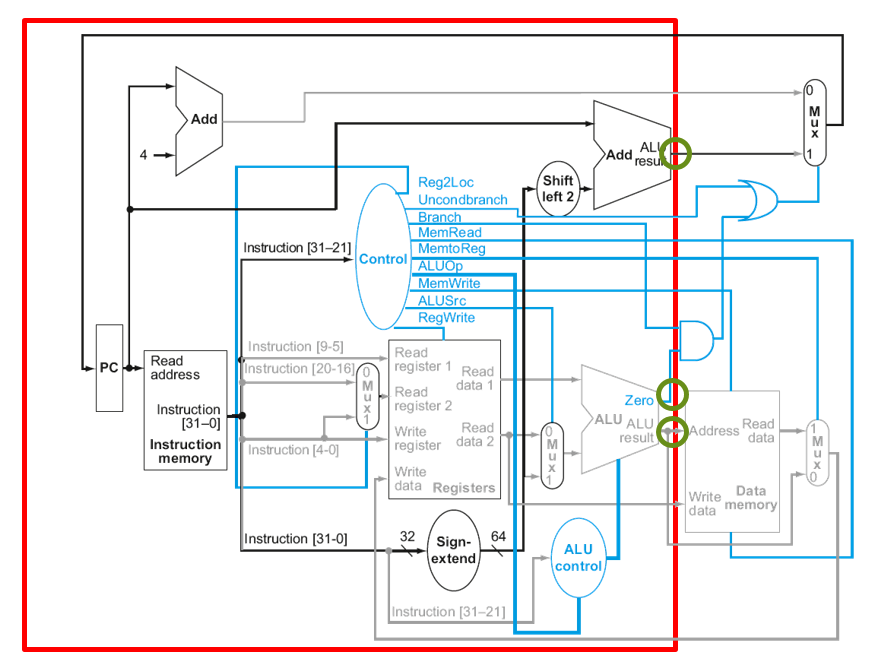 Add
4
0
Mux
1
Add
ALU
result
Shift
left 2
Reg2Loc
Uncondbranch
Branch
MemRead
MemtoReg
ALUOp
MemWrite
ALUSrc
RegWrite
Control
Instruction [31–21]
PC
Read
address
Instruction
[31–0]
Instruction
memory
Instruction [9-5]
Instruction [20-16]
Instruction [4-0]
0
Mux
1
Read
register 1
Read
register 2
Write
register
Write
data
Read
data 1
Read
data 2
Registers
0
Mux
1
Zero
ALU
ALU
result
Address
Read
data
Write
data
Data
memory
1
Mux
0
Instruction [31-0]
32
Sign-
extend
64
ALU
control
Instruction [31–21]